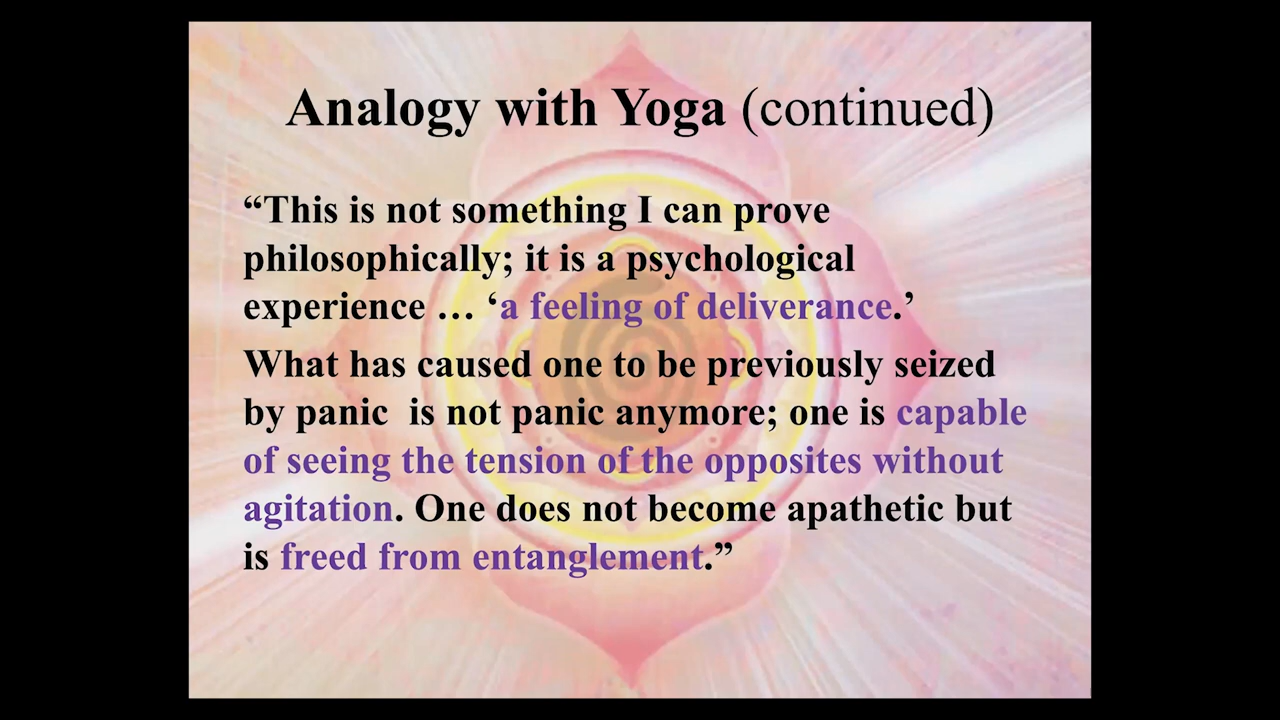 Analogy with Yoga (continued)
“This is not something I can prove
philosophically; it is a psychological
experience … ‘a feeling of deliverance.’
What has caused one to be previously seized
by panic  is not panic anymore; one is capable
of seeing the tension of the opposites without
agitation. One does not become apathetic but
is freed from entanglement.”